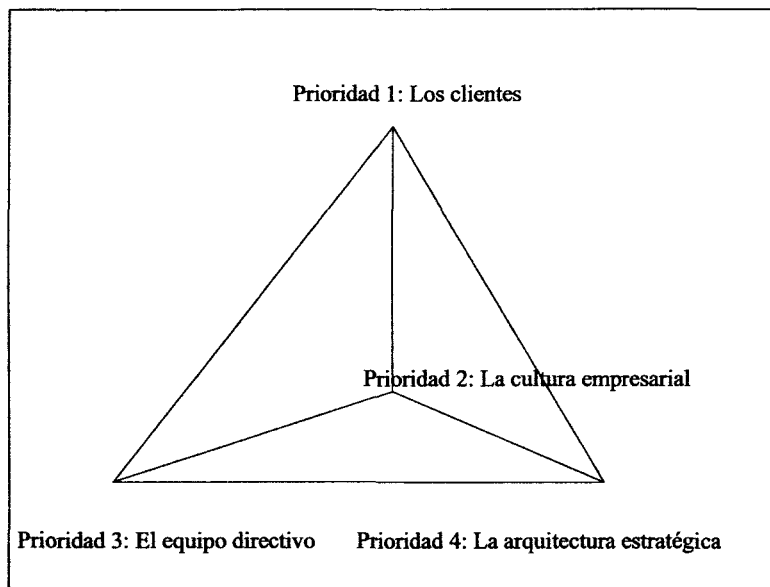 Prioridad 1: Los clientes
Prioridad 2: La cultura empresarial
Prioridad 3: El equipo directivo
Prioridad 4: La arquitectura estratégica